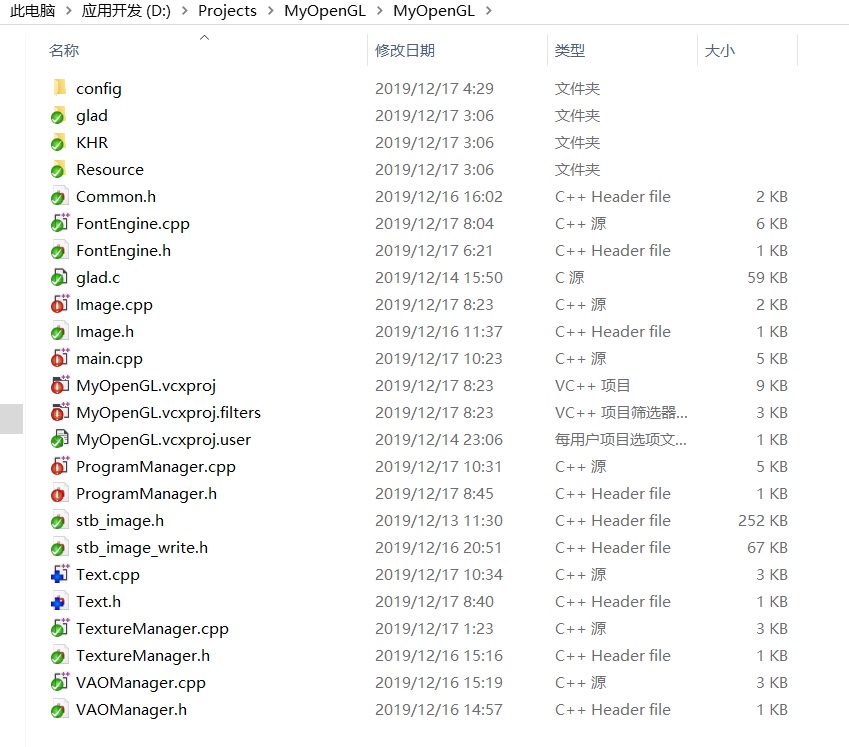 此电脑 > 应用开发 (D:) > Projects > MyOpenGL > MyOpenGL >
名称 修改日期 类型 大小
config 2019/12/17 4:29 文件夹
glad 2019/12/17 3:06 文件夹
KHR 2019/12/17 3:06 文件夹
Resource 2019/12/17 3:06 文件夹
Common.h 2019/12/16 16:02 C++ Header file 2 KB
FontEngine.cpp 2019/12/17 8:04 C++ 源 6 KB
FontEngine.h 2019/12/17 6:21 C++ Header file 1 KB
glad.c 2019/12/14 15:50 C 源 59 KB
Image.cpp 2019/12/17 8:23 C++ 源 2 KB
Image.h 2019/12/16 11:37 C++ Header file 1 KB
main.cpp 2019/12/17 10:23 C++ 源 5 KB
MyOpenGL.vcxproj 2019/12/17 8:23 VC++ 项目 9 KB
MyOpenGL.vcxproj.filters 2019/12/17 8:23 VC++ 项目筛选器... 3 KB
MyOpenGL.vcxproj.user 2019/12/14 23:06 每用户项目选项文... 1 KB
ProgramManager.cpp 2019/12/17 10:31 C++ 源 5 KB
ProgramManager.h 2019/12/17 8:45 C++ Header file 1 KB
stb_image.h 2019/12/13 11:30 C++ Header file 252 KB
stb_image_write.h 2019/12/16 20:51 C++ Header file 67 KB
Text.cpp 2019/12/17 10:34 C++ 源 3 KB
Text.h 2019/12/17 8:40 C++ Header file 1 KB
TextureManager.cpp 2019/12/17 1:23 C++ 源 3 KB
TextureManager.h 2019/12/16 15:16 C++ Header file 1 KB
VAOManager.cpp 2019/12/16 15:19 C++ 源 3 KB
VAOManager.h 2019/12/16 14:57 C++ Header file 1 KB